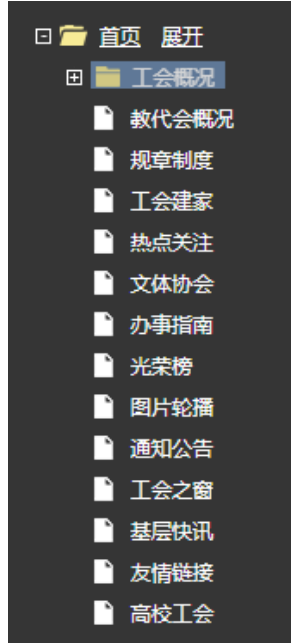 首页 展开
工会概况
教代会概况
规章制度
工会建家
热点关注
文体协会
办事指南
光荣榜
图片轮播
通知公告
工会之窗
基层快讯
友情链接
高校工会